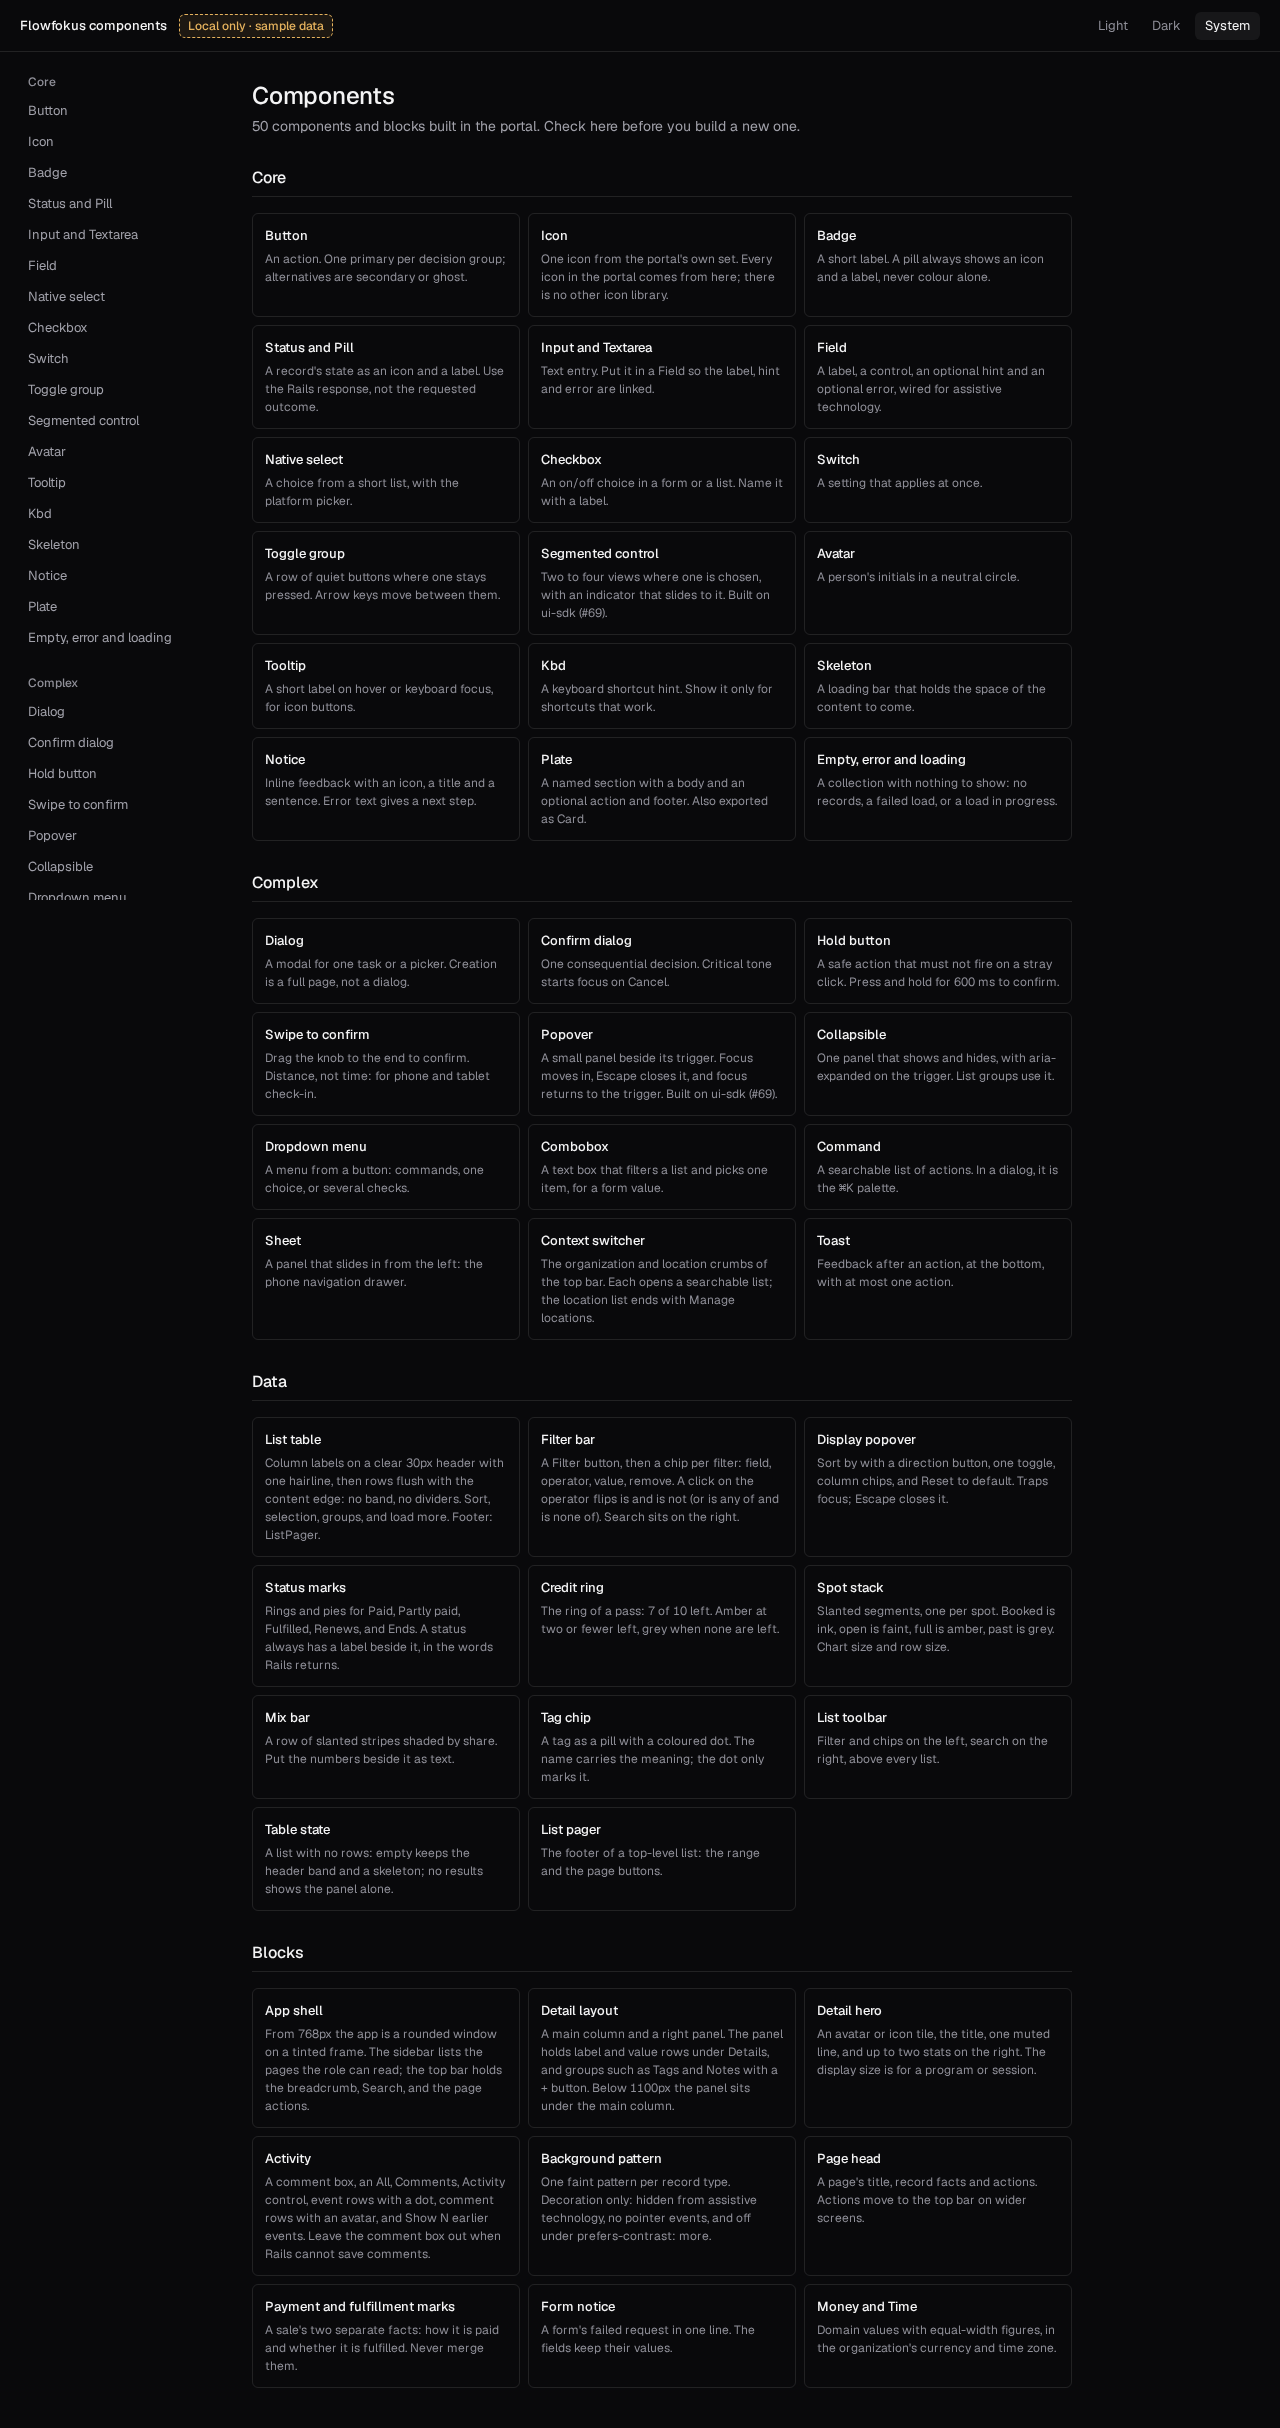 Flowfokus components
Local only · sample data
Light
Dark
System
Core
Button
Icon
Badge
Status and Pill
Input and Textarea
Field
Native select
Checkbox
Switch
Toggle group
Segmented control
Avatar
Tooltip
Kbd
Skeleton
Notice
Plate
Empty, error and loading
Complex
Dialog
Confirm dialog
Hold button
Swipe to confirm
Popover
Collapsible
Dropdown menu
Components
50 components and blocks built in the portal. Check here before you build a new one.
Core
Button
An action. One primary per decision group;
alternatives are secondary or ghost.
Icon
One icon from the portal's own set. Every
icon in the portal comes from here; there
is no other icon library.
Badge
A short label. A pill always shows an icon
and a label, never colour alone.
Status and Pill
A record's state as an icon and a label. Use
the Rails response, not the requested
outcome.
Input and Textarea
Text entry. Put it in a Field so the label, hint
and error are linked.
Field
A label, a control, an optional hint and an
optional error, wired for assistive
technology.
Native select
A choice from a short list, with the
platform picker.
Checkbox
An on/off choice in a form or a list. Name it
with a label.
Switch
A setting that applies at once.
Toggle group
A row of quiet buttons where one stays
pressed. Arrow keys move between them.
Segmented control
Two to four views where one is chosen,
with an indicator that slides to it. Built on
ui-sdk (#69).
Avatar
A person's initials in a neutral circle.
Tooltip
A short label on hover or keyboard focus,
for icon buttons.
Kbd
A keyboard shortcut hint. Show it only for
shortcuts that work.
Skeleton
A loading bar that holds the space of the
content to come.
Notice
Inline feedback with an icon, a title and a
sentence. Error text gives a next step.
Plate
A named section with a body and an
optional action and footer. Also exported
as Card.
Empty, error and loading
A collection with nothing to show: no
records, a failed load, or a load in progress.
Complex
Dialog
A modal for one task or a picker. Creation
is a full page, not a dialog.
Confirm dialog
One consequential decision. Critical tone
starts focus on Cancel.
Hold button
A safe action that must not fire on a stray
click. Press and hold for 600 ms to confirm.
Swipe to confirm
Drag the knob to the end to confirm.
Distance, not time: for phone and tablet
check-in.
Popover
A small panel beside its trigger. Focus
moves in, Escape closes it, and focus
returns to the trigger. Built on ui-sdk (#69).
Collapsible
One panel that shows and hides, with aria-
expanded on the trigger. List groups use it.
Dropdown menu
A menu from a button: commands, one
choice, or several checks.
Combobox
A text box that filters a list and picks one
item, for a form value.
Command
A searchable list of actions. In a dialog, it is
the ⌘K palette.
Sheet
A panel that slides in from the left: the
phone navigation drawer.
Context switcher
The organization and location crumbs of
the top bar. Each opens a searchable list;
the location list ends with Manage
locations.
Toast
Feedback after an action, at the bottom,
with at most one action.
Data
List table
Column labels on a clear 30px header with
one hairline, then rows flush with the
content edge: no band, no dividers. Sort,
selection, groups, and load more. Footer:
ListPager.
Filter bar
A Filter button, then a chip per filter: field,
operator, value, remove. A click on the
operator flips is and is not (or is any of and
is none of). Search sits on the right.
Display popover
Sort by with a direction button, one toggle,
column chips, and Reset to default. Traps
focus; Escape closes it.
Status marks
Rings and pies for Paid, Partly paid,
Fulfilled, Renews, and Ends. A status
always has a label beside it, in the words
Rails returns.
Credit ring
The ring of a pass: 7 of 10 left. Amber at
two or fewer left, grey when none are left.
Spot stack
Slanted segments, one per spot. Booked is
ink, open is faint, full is amber, past is grey.
Chart size and row size.
Mix bar
A row of slanted stripes shaded by share.
Put the numbers beside it as text.
Tag chip
A tag as a pill with a coloured dot. The
name carries the meaning; the dot only
marks it.
List toolbar
Filter and chips on the left, search on the
right, above every list.
Table state
A list with no rows: empty keeps the
header band and a skeleton; no results
shows the panel alone.
List pager
The footer of a top-level list: the range
and the page buttons.
Blocks
App shell
From 768px the app is a rounded window
on a tinted frame. The sidebar lists the
pages the role can read; the top bar holds
the breadcrumb, Search, and the page
actions.
Detail layout
A main column and a right panel. The panel
holds label and value rows under Details,
and groups such as Tags and Notes with a
+ button. Below 1100px the panel sits
under the main column.
Detail hero
An avatar or icon tile, the title, one muted
line, and up to two stats on the right. The
display size is for a program or session.
Activity
A comment box, an All, Comments, Activity
control, event rows with a dot, comment
rows with an avatar, and Show N earlier
events. Leave the comment box out when
Rails cannot save comments.
Background pattern
One faint pattern per record type.
Decoration only: hidden from assistive
technology, no pointer events, and off
under prefers-contrast: more.
Page head
A page's title, record facts and actions.
Actions move to the top bar on wider
screens.
Payment and fulfillment marks
A sale's two separate facts: how it is paid
and whether it is fulfilled. Never merge
them.
Form notice
A form's failed request in one line. The
fields keep their values.
Money and Time
Domain values with equal-width figures, in
the organization's currency and time zone.